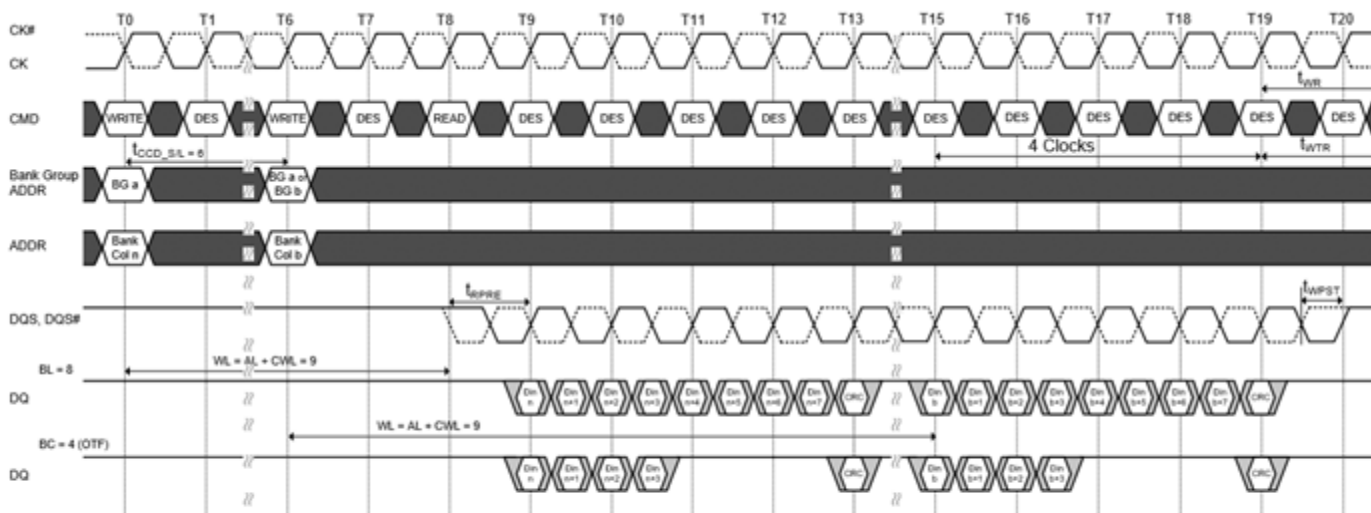 T0 T1 T6 T7 T8 T9 T10 T11 T12 T13 T15 T16 T17 T18 T19 T20
CK#
CK
tWR
CMD WRITE DES WRITE DES READ DES DES DES DES DES DES DES DES DES DES DES
tCCD_S/L = 6
4 Clocks
tWTR
Bank Group
ADDR
BG a
BG a or
BG b
ADDR
Bank
Col n
Bank
Col b
tRPRE
tWPST
DQS, DQS#
WL = AL + CWL = 9
BL = 8
DQ
Din
n
Din
n+1
Din
n+2
Din
n+3
Din
n+4
Din
n+5
Din
n+6
Din
n+7
CRC
Din
b
Din
b+1
Din
b+2
Din
b+3
Din
b+4
Din
b+5
Din
b+6
Din
b+7
CRC
WL = AL + CWL = 9
BC = 4 (OTF)
DQ
Din
n
Din
n+1
Din
n+2
Din
n+3
CRC
Din
b
Din
b+1
Din
b+2
Din
b+3
CRC